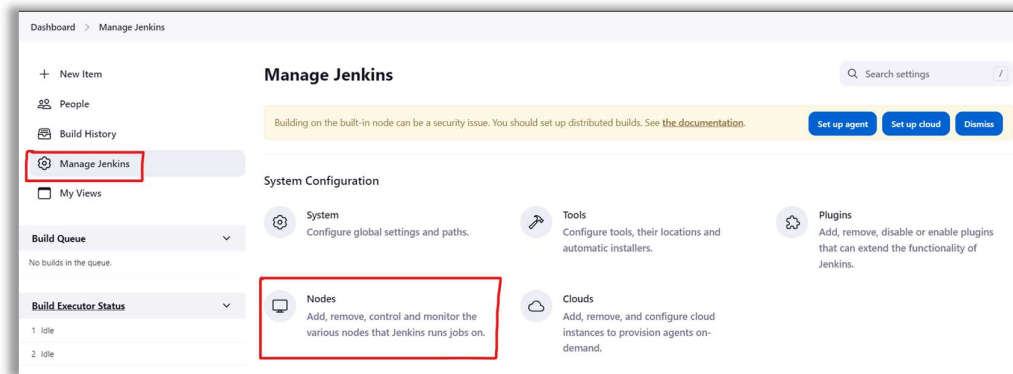 Dashboard > Manage Jenkins
New Item
People
Build History
Manage Jenkins
My Views
Build Queue
No builds in the queue.
Build Executor Status
1 Idle
2 Idle
Manage Jenkins
Search settings /
Building on the built-in node can be a security issue. You should set up distributed builds. See the documentation.
Set up agent
Set up cloud
Dismiss
System Configuration
System
Configure global settings and paths.
Tools
Configure tools, their locations and
automatic installers.
Plugins
Add, remove, disable or enable plugins
that can extend the functionality of
Jenkins.
Nodes
Add, remove, control and monitor the
various nodes that Jenkins runs jobs on.
Clouds
Add, remove, and configure cloud
instances to provision agents on-
demand.